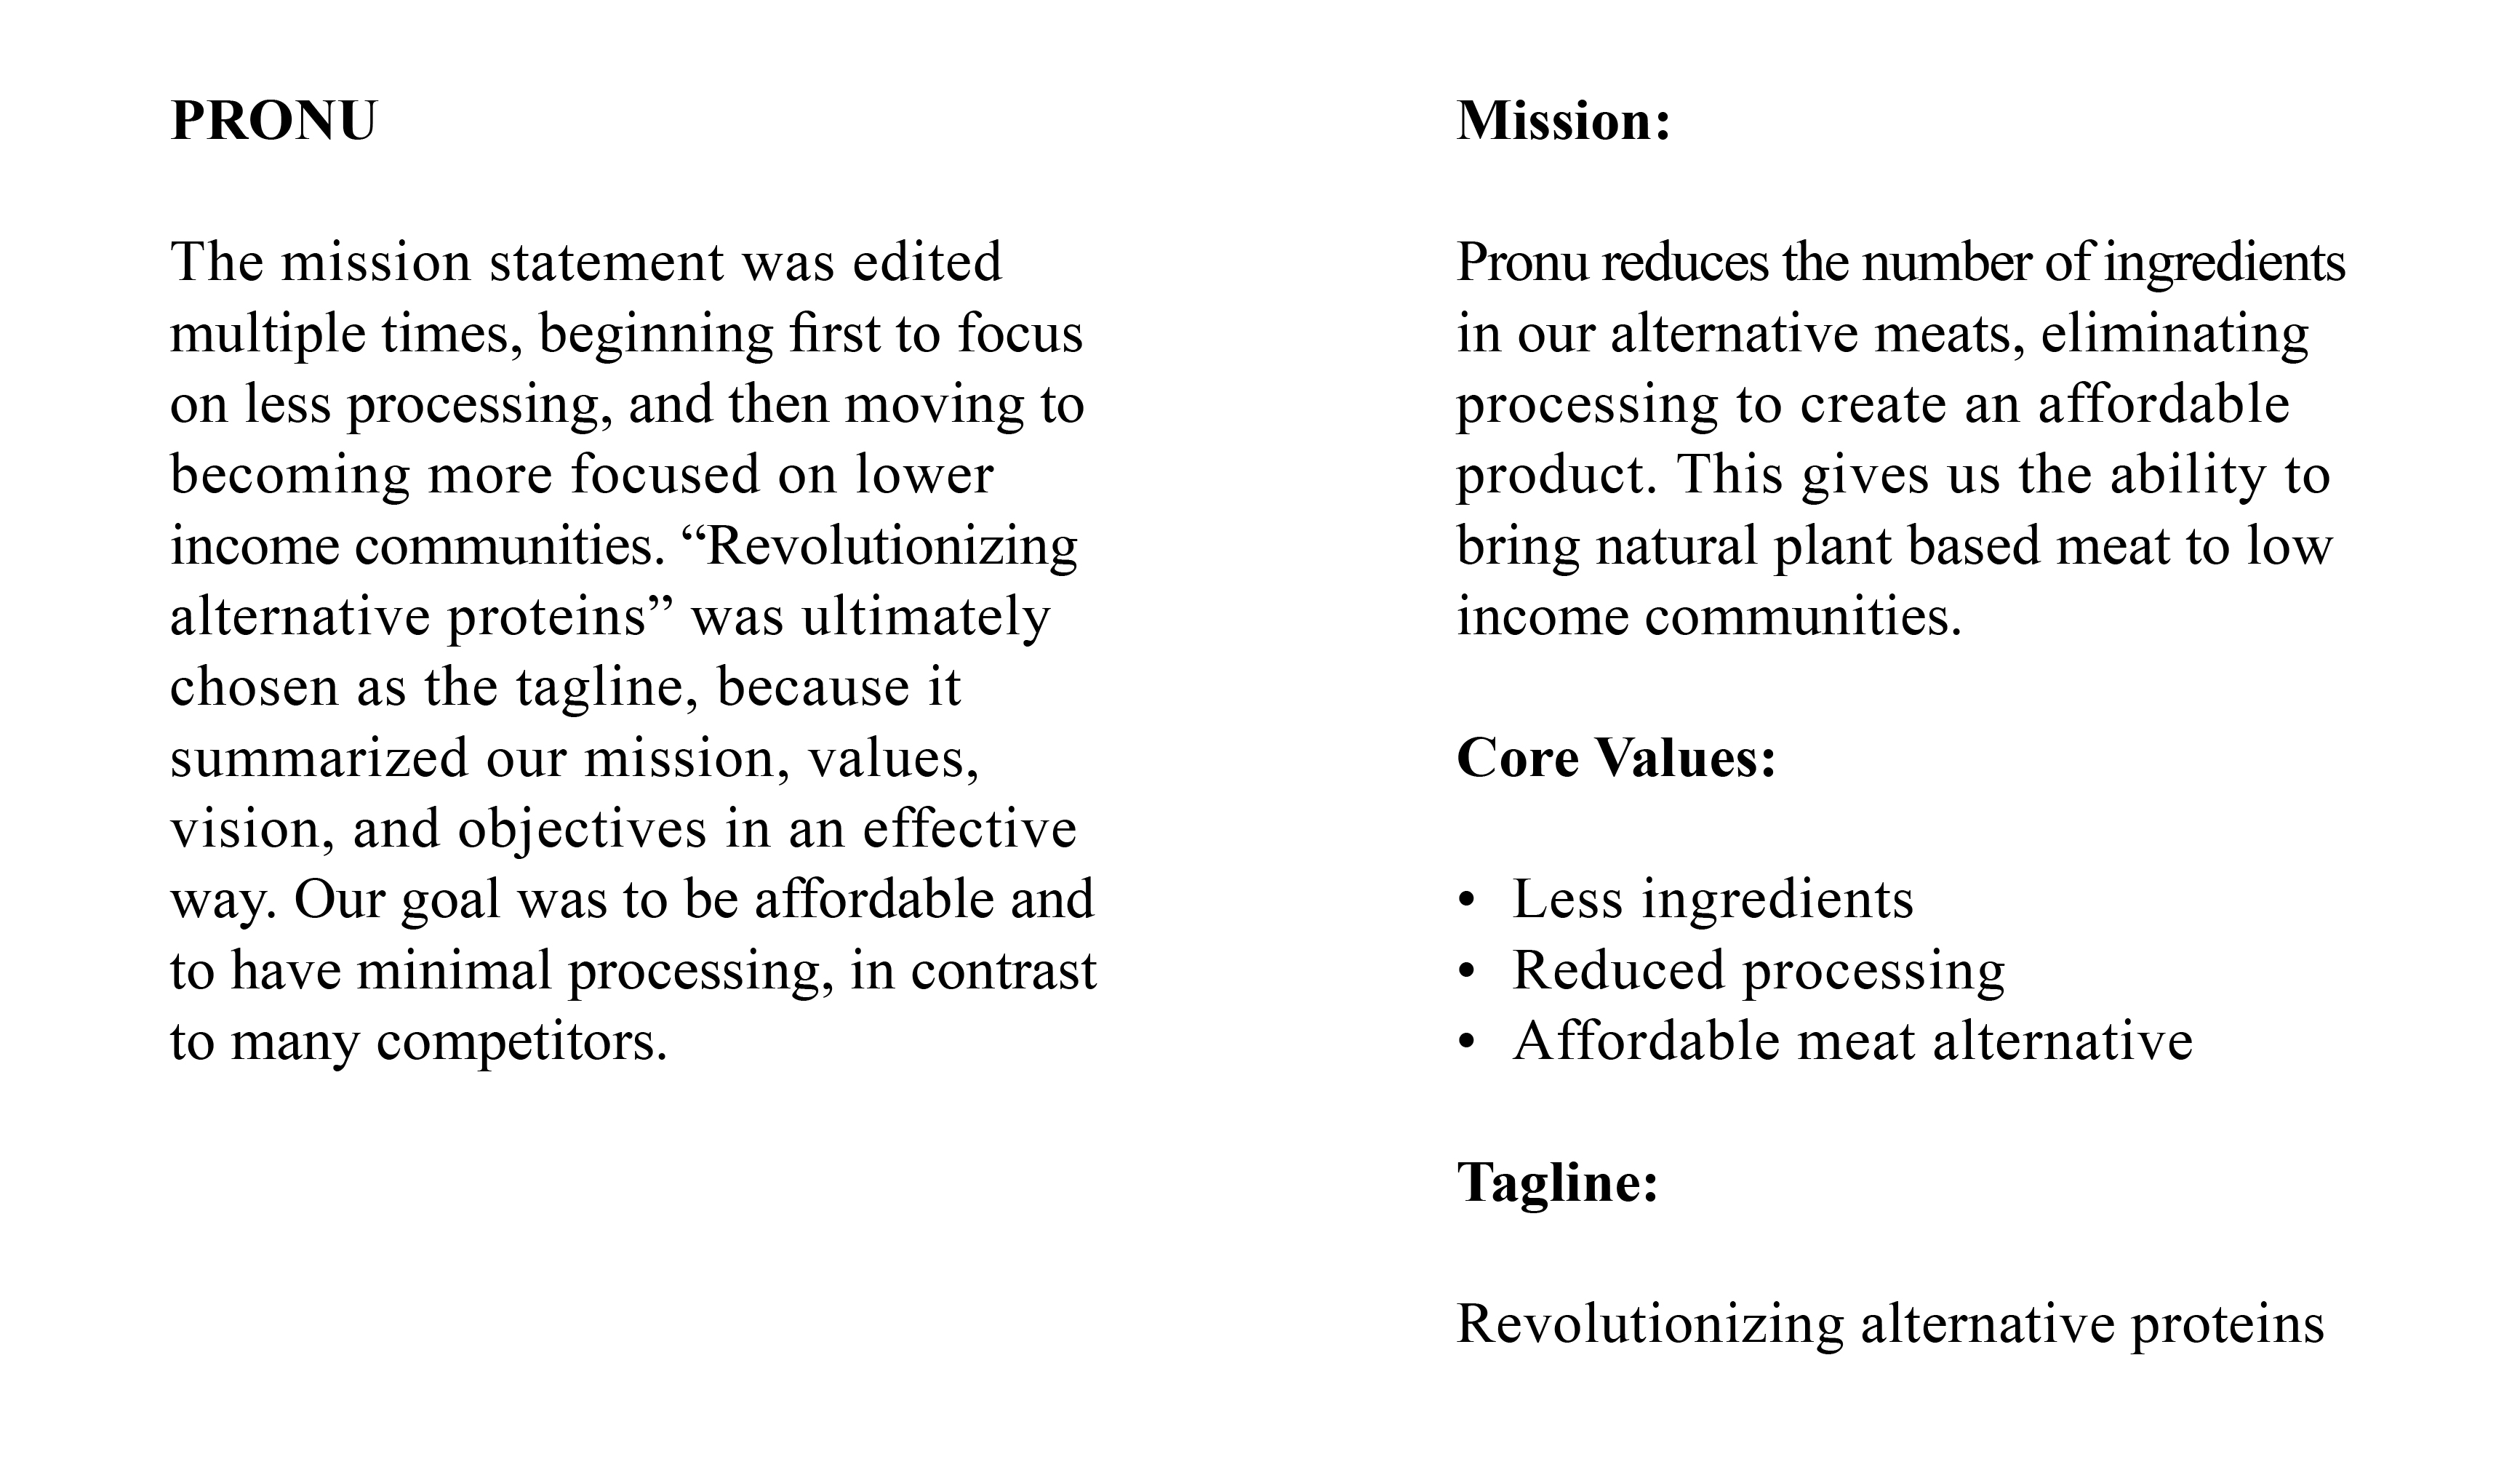 PRONU
The mission statement was edited
multiple times, beginning first to focus
on less processing, and then moving to
becoming more focused on lower
income communities. “Revolutionizing
alternative proteins” was ultimately
chosen as the tagline, because it
summarized our mission, values,
vision, and objectives in an effective
way. Our goal was to be affordable and
to have minimal processing, in contrast
to many competitors.
Mission:
Pronu reduces the number of ingredients
in our alternative meats, eliminating
processing to create an affordable
product. This gives us the ability to
bring natural plant based meat to low
income communities.
Core Values:
• Less ingredients
• Reduced processing
• Affordable meat alternative
Tagline:
Revolutionizing alternative proteins